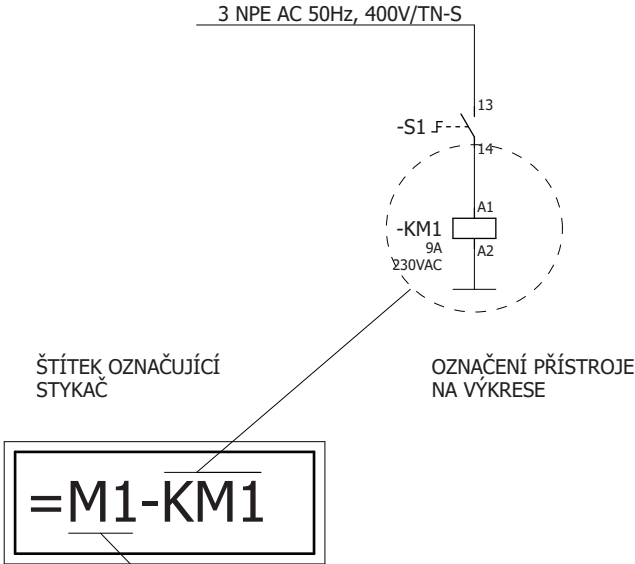 3 NPE AC 50Hz, 400V/TN-S
13
-S1
14
A1
-KM1
9A
A2
230VAC
ŠTÍTEK OZNAČUJÍCÍ
STYKAČ
OZNAČENÍ PŘÍSTROJE
NA VÝKRESE
=M1-KM1